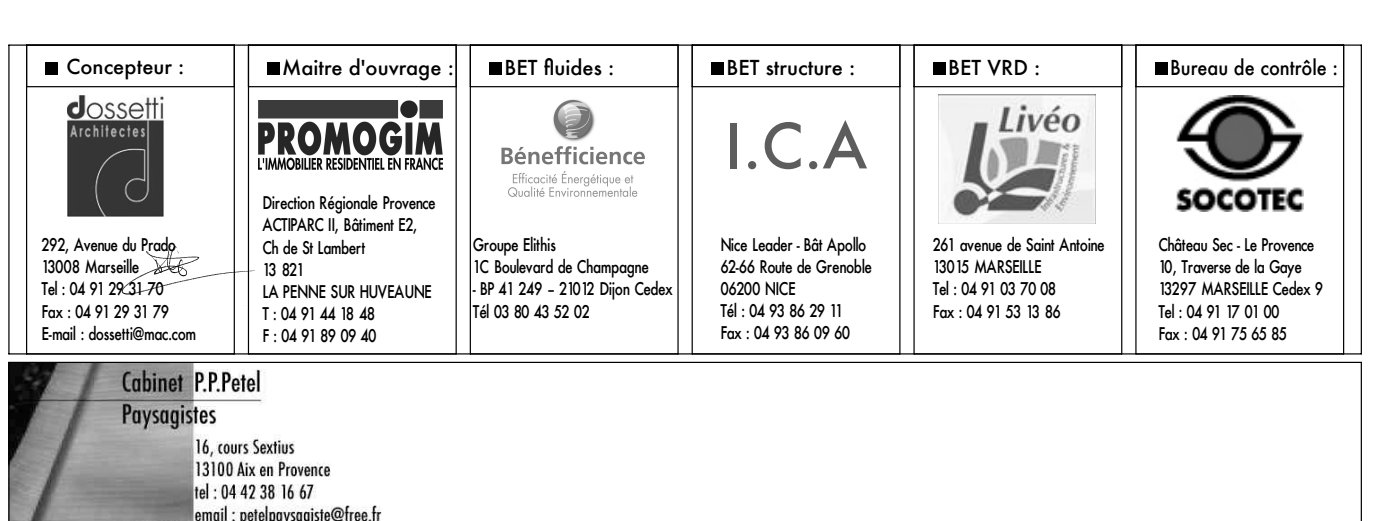 ■ Concepteur :
dossetti
Architectes
292, Avenue du Prado
13008 Marseille
Tel : 04 91 29 31 70
Fax : 04 91 29 31 79
E-mail : dossetti@mac.com
■Maitre d'ouvrage :
PROMOGIM
L'IMMOBILIER RESIDENTIEL EN FRANCE
Direction Régionale Provence
ACTIPARC II, Bâtiment E2,
Ch de St Lambert
13 821
LA PENNE SUR HUVEAUNE
T : 04 91 44 18 48
F : 04 91 89 09 40
■BET fluides :
Bénefficience
Efficacité Énergétique et
Qualité Environnementale
Groupe Elithis
1C Boulevard de Champagne
- BP 41 249 – 21012 Dijon Cedex
Tél 03 80 43 52 02
■BET structure :
I.C.A
Nice Leader - Bât Apollo
62-66 Route de Grenoble
06200 NICE
Tél : 04 93 86 29 11
Fax : 04 93 86 09 60
■BET VRD :
Livéo
Infrastructures &
Environnement
261 avenue de Saint Antoine
13015 MARSEILLE
Tel : 04 91 03 70 08
Fax : 04 91 53 13 86
■Bureau de contrôle :
SOCOTEC
Château Sec - Le Provence
10, Traverse de la Gaye
13297 MARSEILLE Cedex 9
Tel : 04 91 17 01 00
Fax : 04 91 75 65 85
Cabinet P.P.Petel
Paysagistes
16, cours Sextius
13100 Aix en Provence
tel : 04 42 38 16 67
email : petelpaysagiste@free.fr